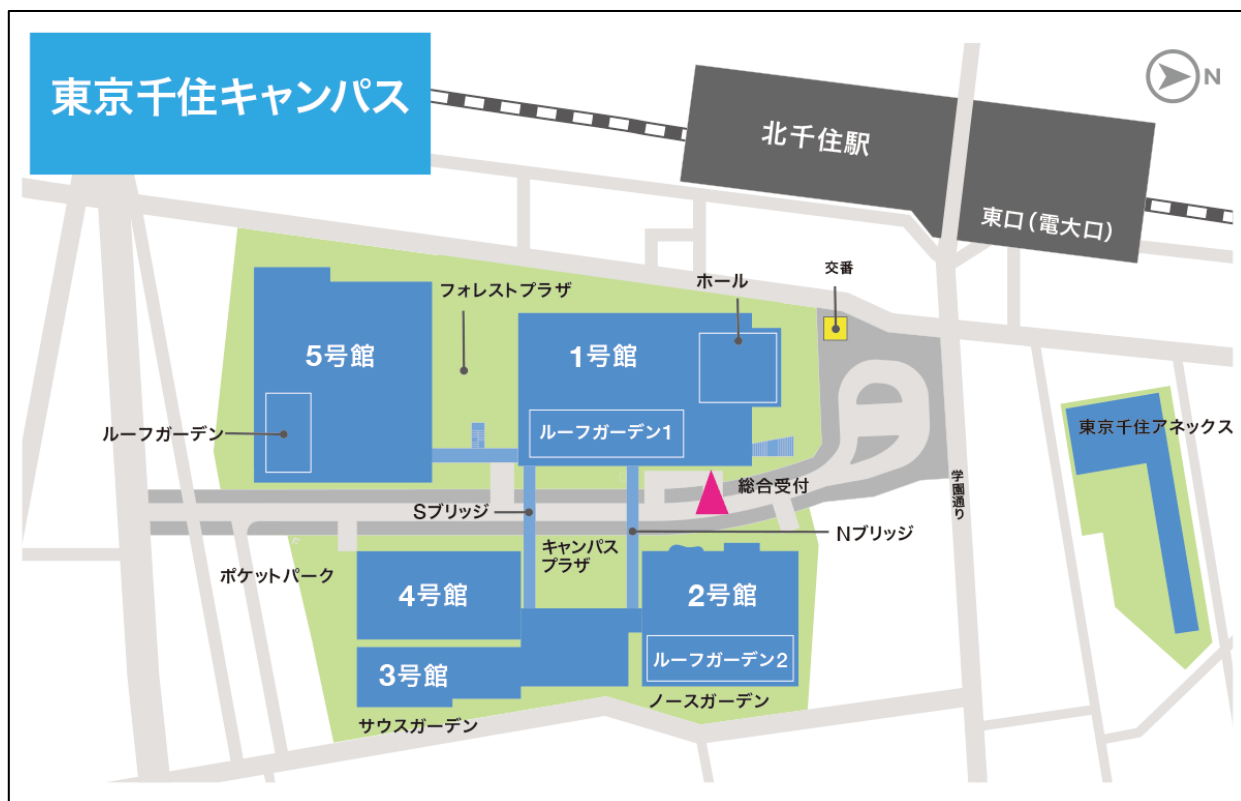 東京千住キャンパス
N
北千住駅
東口(電大口)
交番
ホール
フォレストプラザ
5号館
1号館
ルーフガーデン
ルーフガーデン1
東京千住アネックス
総合受付
学園通り
Sブリッジ
Nブリッジ
キャンパス
プラザ
ポケットパーク
4号館
2号館
3号館
ルーフガーデン2
サウスガーデン
ノースガーデン